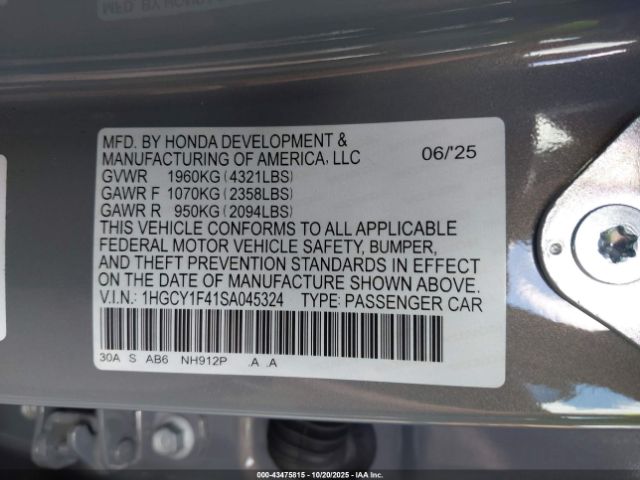 MFD. BY HONDA DEVELOPMENT &
MANUFACTURING OF AMERICA, LLC 06/'25
GVWR 1960KG(4321LBS)
GAWR F 1070KG(2358LBS)
GAWR R 950KG(2094LBS)
THIS VEHICLE CONFORMS TO ALL APPLICABLE
FEDERAL MOTOR VEHICLE SAFETY, BUMPER,
AND THEFT PREVENTION STANDARDS IN EFFECT
ON THE DATE OF MANUFACTURE SHOWN ABOVE.
V.I.N.: 1HGCY1F41SA045324 TYPE: PASSENGER CAR
30A S AB6 NH912P .A .A
000-43475815 | 10/20/2025 | IAAI.COM